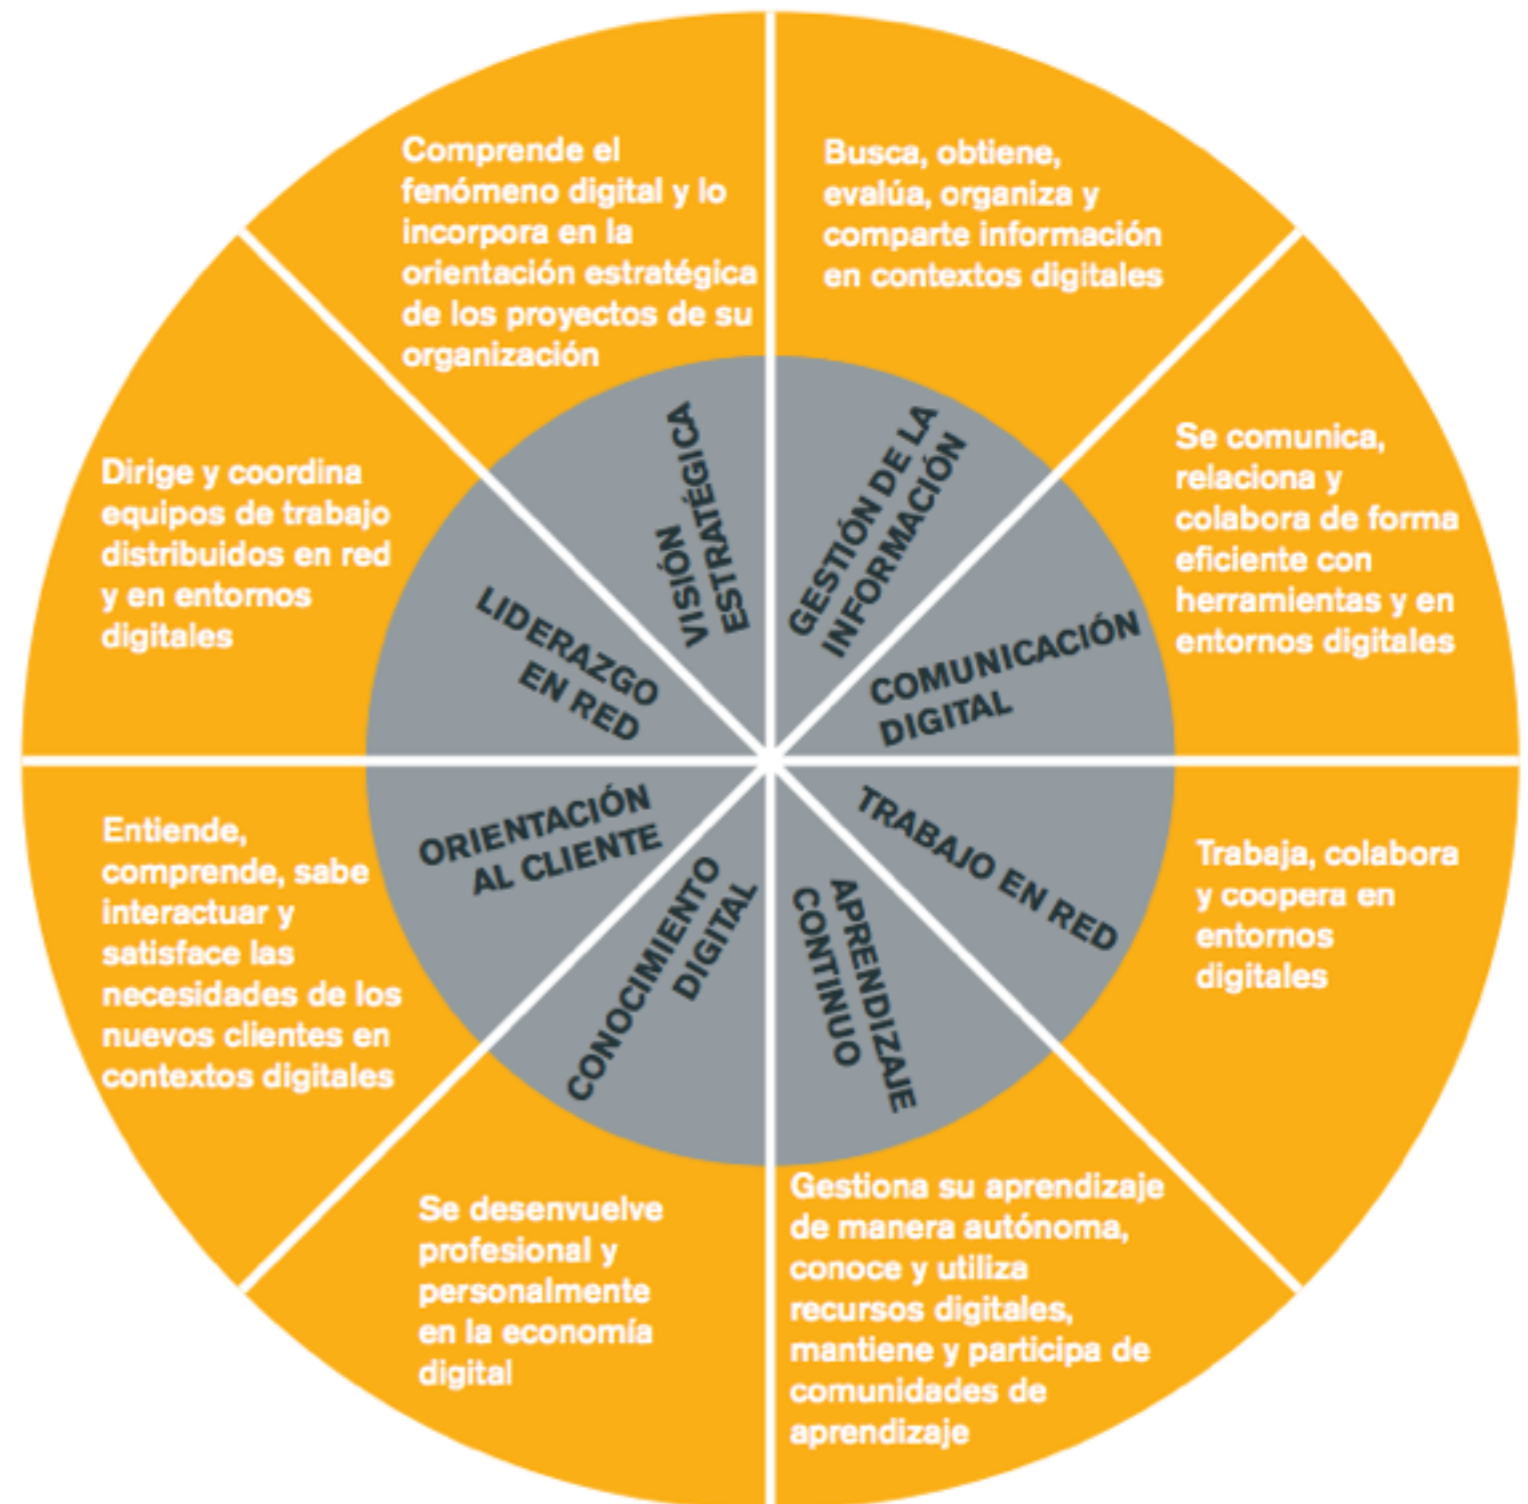 Comprende el
fenómeno digital y lo
incorpora en la
orientación estratégica
de los proyectos de su
organización
VISIÓN
ESTRATÉGICA
Busca, obtiene,
evalúa, organiza y
comparte información
en contextos digitales
GESTIÓN DE LA
INFORMACIÓN
Se comunica,
relaciona y
colabora de forma
eficiente con
herramientas y en
entornos digitales
COMUNICACIÓN
DIGITAL
Trabaja, colabora
y coopera en
entornos
digitales
TRABAJO EN RED
Gestiona su aprendizaje
de manera autónoma,
conoce y utiliza
recursos digitales,
mantiene y participa de
comunidades de
aprendizaje
APRENDIZAJE
CONTINUO
Se desenvuelve
profesional y
personalmente
en la economía
digital
CONOCIMIENTO
DIGITAL
Entiende,
comprende, sabe
interactuar y
satisface las
necesidades de los
nuevos clientes en
contextos digitales
ORIENTACIÓN
AL CLIENTE
Dirige y coordina
equipos de trabajo
distribuidos en red
y en entornos
digitales
LIDERAZGO
EN RED